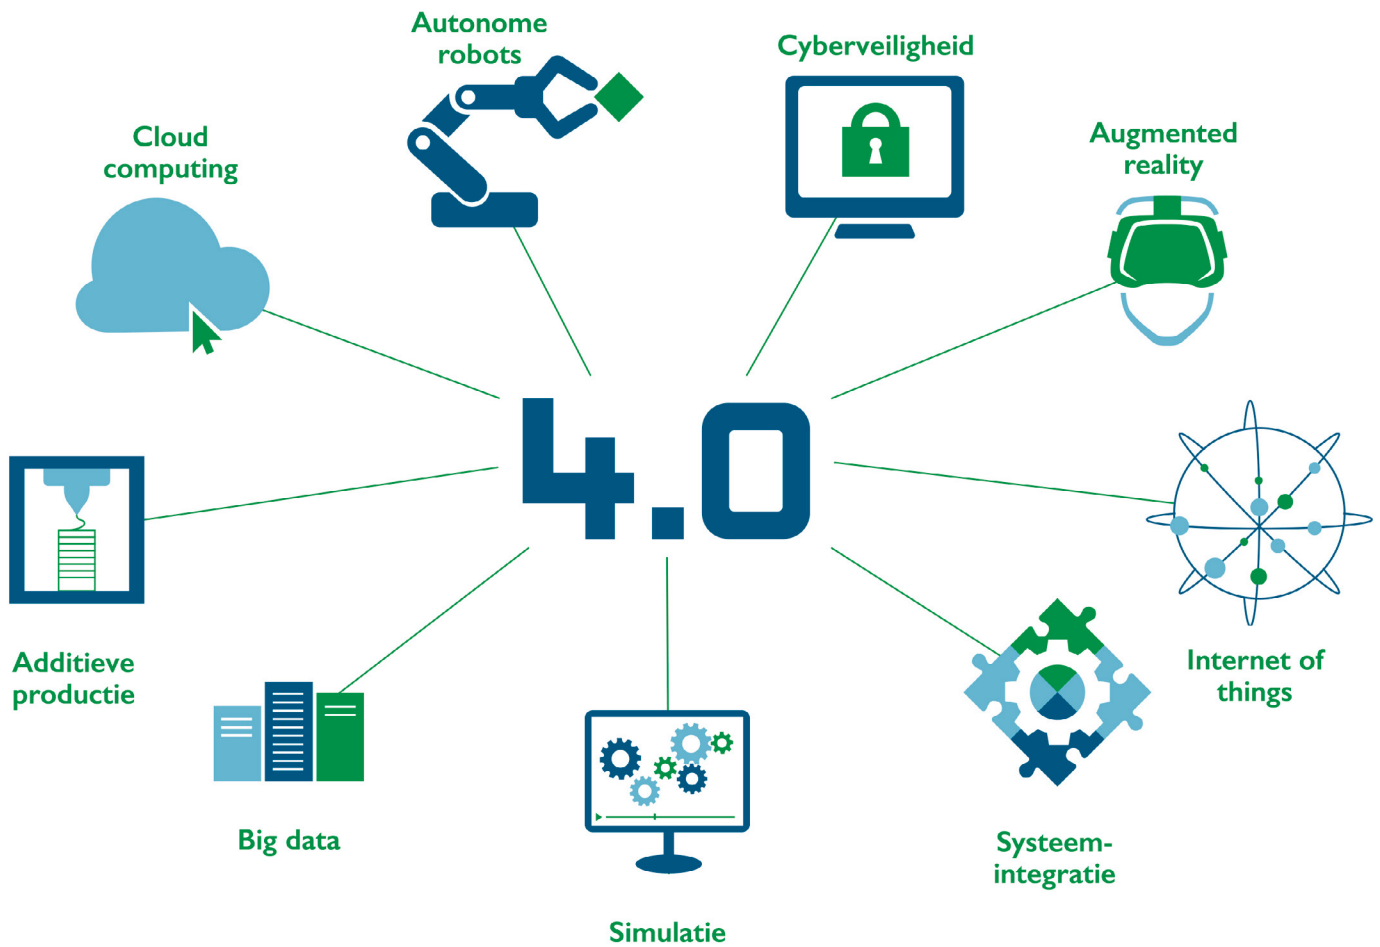 Autonome
robots
Cyberveiligheid
Cloud
computing
Augmented
reality
4.0
Additieve
productie
Internet of
things
Big data
Systeem-
integratie
Simulatie